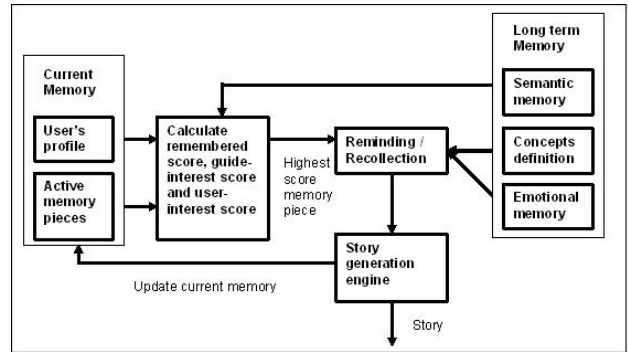 Current
Memory
User's
profile
Active
memory
pieces
Calculate
remembered
score, guide-
interest score
and user-
interest score
Highest
score
memory
piece
Reminding /
Recollection
Story
generation
engine
Update current memory
Story
Long term
Memory
Semantic
memory
Concepts
definition
Emotional
memory